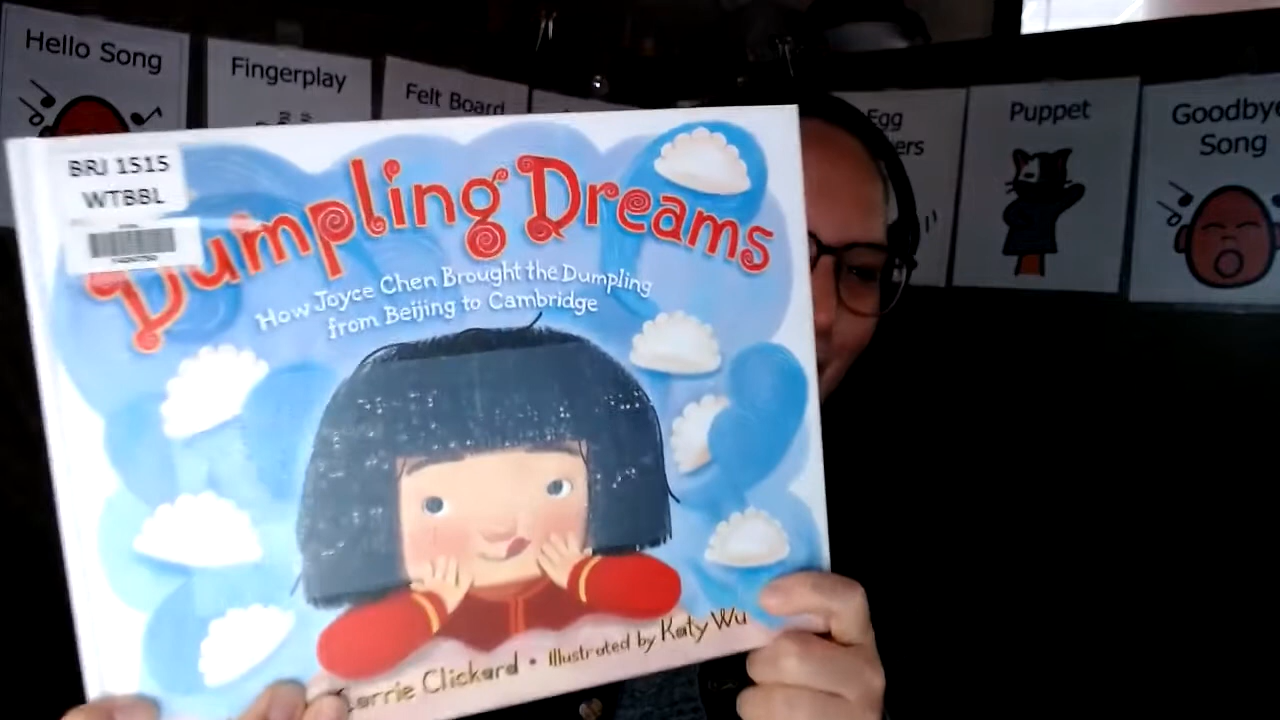 Hello Song
Fingerplay
Felt Board
Egg
ers
Puppet
Goodbye
Song
BRJ 1515
WTBBL
Dumpling Dreams
How Joyce Chen Brought the Dumpling
from Beijing to Cambridge
Carrie Clickard • Illustrated by Katy Wu